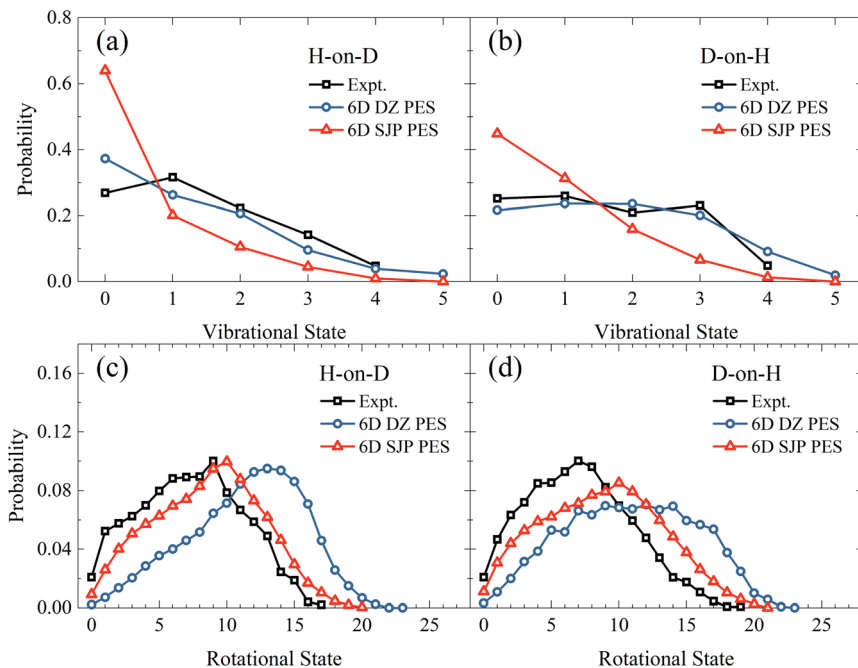 (a)
H-on-D
Expt.
6D DZ PES
6D SJP PES
(b)
D-on-H
Expt.
6D DZ PES
6D SJP PES
Probability
0.8
0.6
0.4
0.2
0.0
0 1 2 3 4 5
0 1 2 3 4 5
Vibrational State
Vibrational State
(c)
H-on-D
Expt.
6D DZ PES
6D SJP PES
(d)
D-on-H
Expt.
6D DZ PES
6D SJP PES
Probability
0.16
0.12
0.08
0.04
0.00
0 5 10 15 20 25
0 5 10 15 20 25
Rotational State
Rotational State